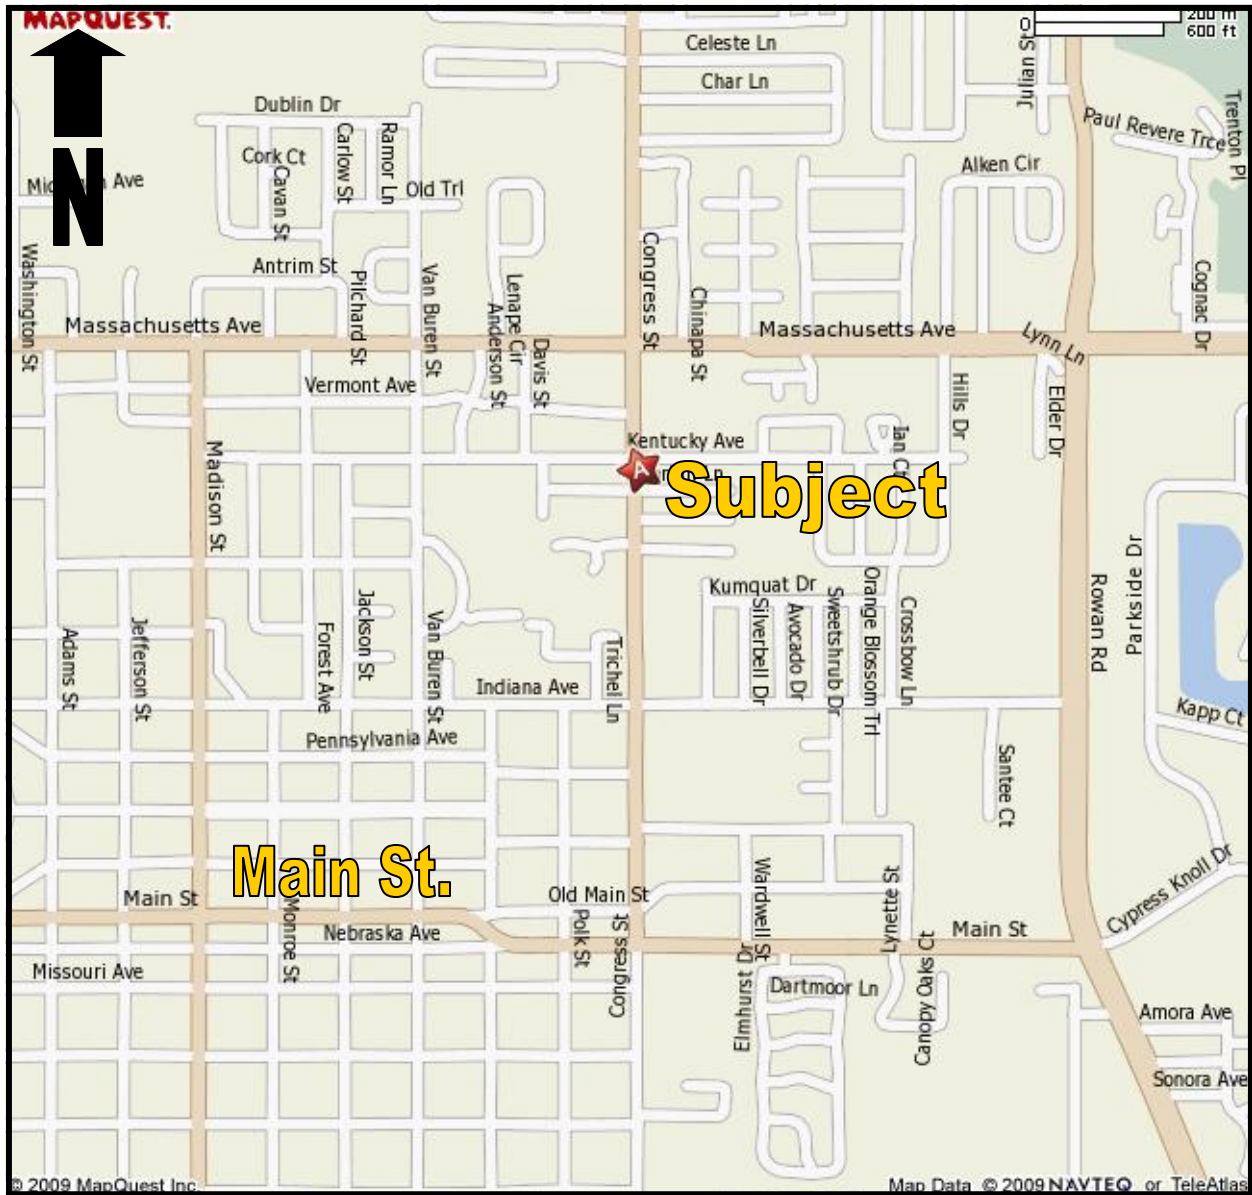 MAPQUEST.
0
200 m
600 ft
Celeste Ln
Char Ln
Julian St
Dublin Dr
Cork Ct
Cavan St
Carlow St
Ramor Ln
Old Trl
Paul Revere Trce
Trenton Pl
Alken Cir
Ave
N
Washington St
Antrim St
Pilchard St
Van Buren St
Lenape Cir
Anderson St
Davis St
Congress St
Chinapa St
Cognac Dr
Massachusetts Ave
Massachusetts Ave
Lynn Ln
Vermont Ave
Hills Dr
Elder Dr
Kentucky Ave
Ian Ct
A
Ln
Subject
Madison St
Parkside Dr
Rowan Rd
Kumquat Dr
Silverbell Dr
Avocado Dr
Sweetshrub Dr
Orange Blossom Trl
Crossbow Ln
Adams St
Jefferson St
Forest Ave
Jackson St
Van Buren St
Trichel Ln
Indiana Ave
Kapp Ct
Pennsylvania Ave
Santee Ct
Main St.
Main St
Old Main St
Wardwell St
Lynette St
Cypress Knoll Dr
Monroe St
Nebraska Ave
Polk St
Congress St
Main St
Missouri Ave
Elmhurst Dr
Dartmoor Ln
Canopy Oaks Ct
Amora Ave
Sonora Ave
© 2009 MapQuest Inc.
Map Data © 2009 NAVTEQ or TeleAtlas